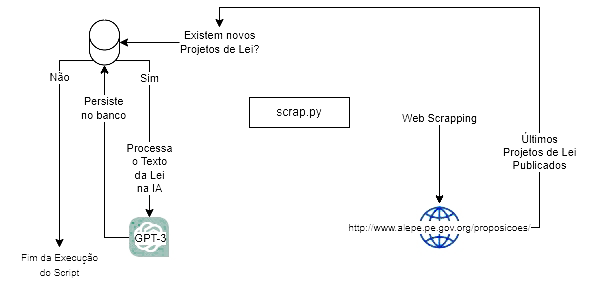 Existem novos
Projetos de Lei?
Não
Sim
Persiste
no banco
scrap.py
Web Scrapping
Últimos
Projetos de Lei
Publicados
Processa
o Texto
da Lei
na IA
GPT-3
http://www.alepe.pe.gov.org/proposicoes/
Fim da Execução
do Script